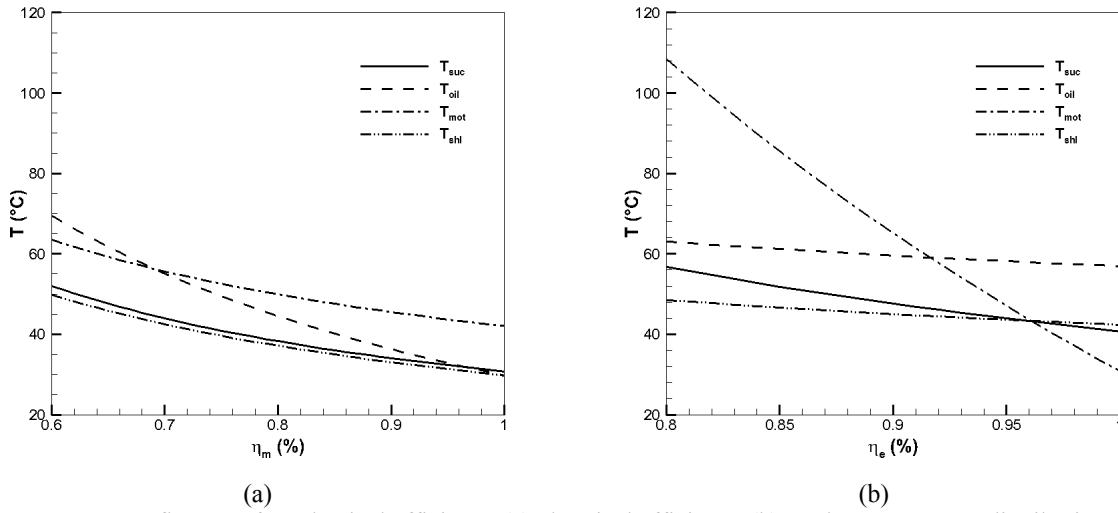 120
100
80
60
40
20
T (°C)
0.6 0.7 0.8 0.9 1
ηm (%)
Tsuc
Toil
Tmot
Tshl
(a)
120
100
80
60
40
20
T (°C)
0.8 0.85 0.9 0.95
ηe (%)
Tsuc
Toil
Tmot
Tshl
(b)